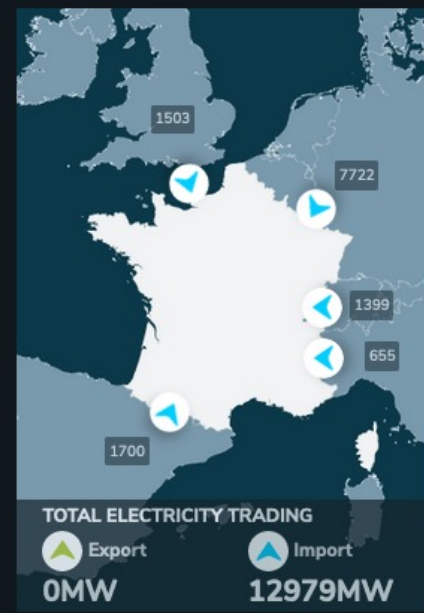 1503
7722
1399
655
1700
TOTAL ELECTRICITY TRADING
Export Import
0MW 12979MW